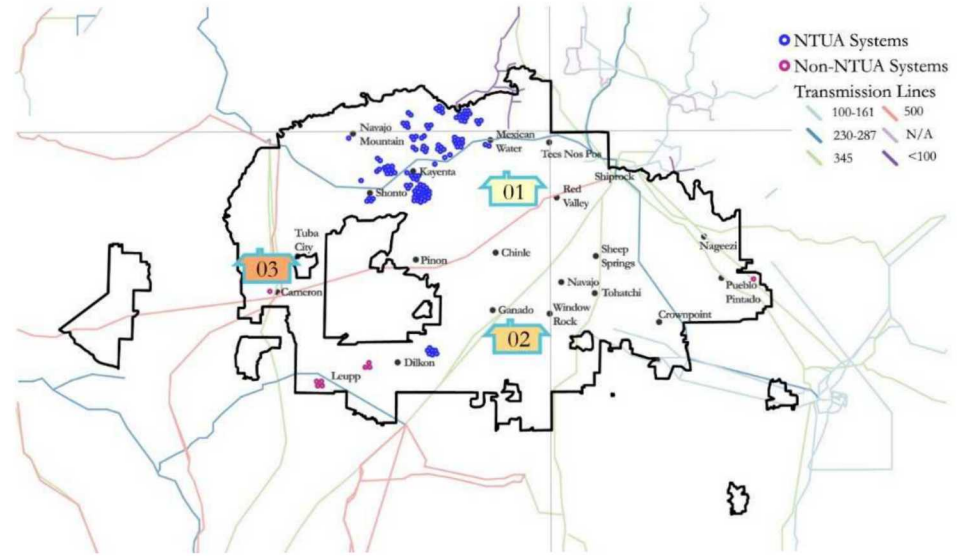 NTUA Systems
Non-NTUA Systems
Transmission Lines
100-161
500
230-287
N/A
345
<100
Navajo
Mountain
Mexican
Water
Tees Nos Pos
Kayenta
Shiprock
Shonto
01
Red
Valley
Tuba
City
Nageezi
Pinon
Chinle
Sheep
Springs
03
Cameron
Navajo
Tohatchi
Pueblo
Pintado
Ganado
Window
Rock
Crownpoint
02
Dilkon
Leupp